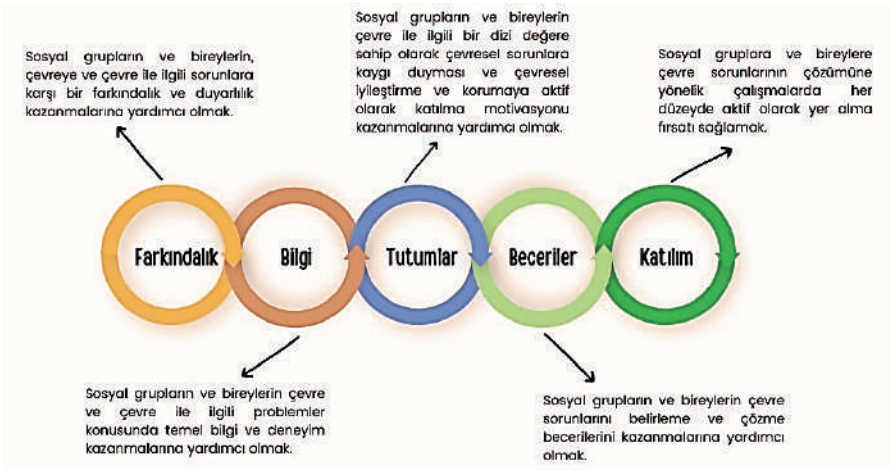 Sosyal grupların ve bireylerin,
çevreye ve çevre ile ilgili sorunlara
karşı bir farkındalık ve duyarlılık
kazanmalarına yardımcı olmak.
Sosyal grupların ve bireylerin
çevre ile ilgili bir dizi değere
sahip olarak çevresel sorunlara
kaygı duyması ve çevresel
iyileştirme ve korumaya aktif
olarak katılma motivasyonu
kazanmalarına yardımcı olmak.
Sosyal gruplara ve bireylere
çevre sorunlarının çözümüne
yönelik çalışmalarda her
düzeyde aktif olarak yer alma
fırsatı sağlamak.
Farkındalık
Bilgi
Tutumlar
Beceriler
Katılım
Sosyal grupların ve bireylerin çevre
ve çevre ile ilgili problemler
konusunda temel bilgi ve deneyim
kazanmalarına yardımcı olmak.
Sosyal grupların ve bireylerin çevre
sorunlarını belirleme ve çözme
becerilerini kazanmalarına yardımcı
olmak.